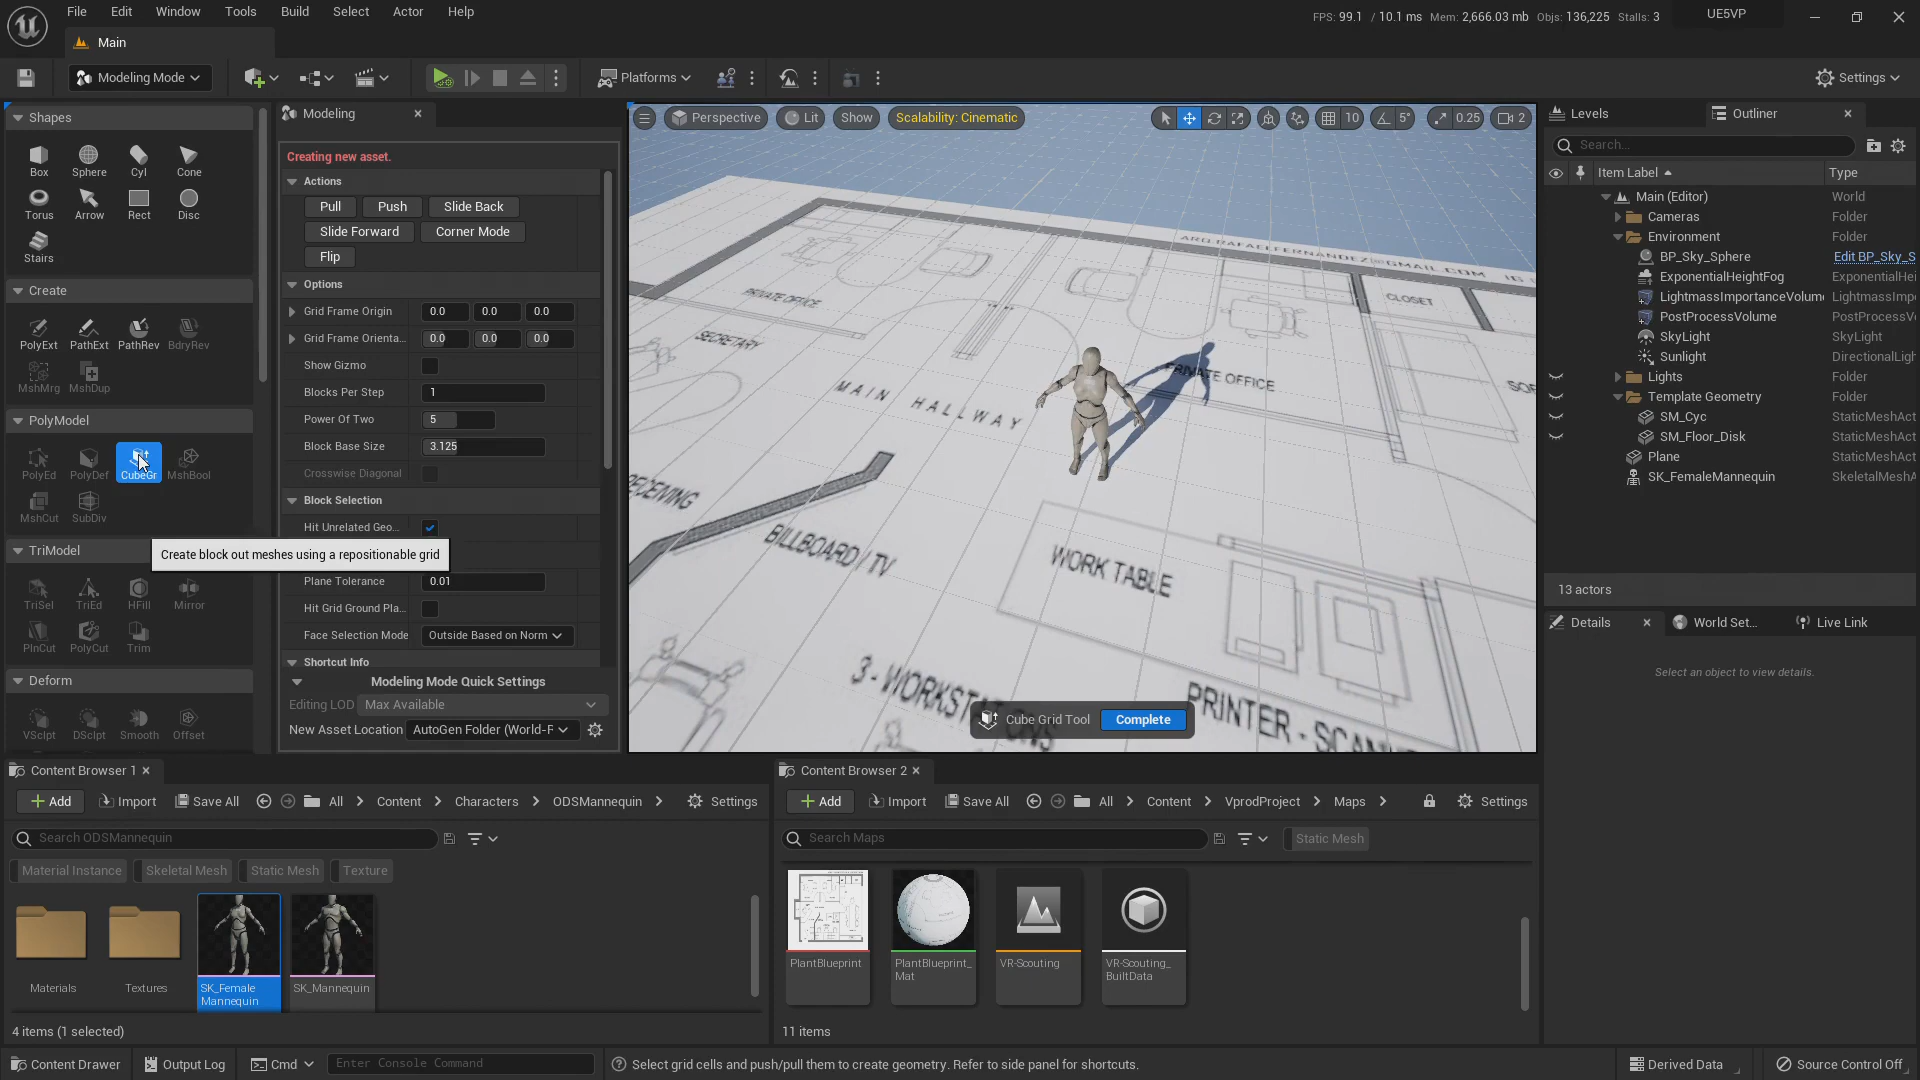 File Edit Window Tools Build Select Actor Help
FPS: 99.1 / 10.1 ms Mem: 2,666.03 mb Objs: 136,225 Stalls: 3
UE5VP
Main
Modeling Mode
Platforms
Settings
Shapes
Box Sphere Cyl Cone
Torus Arrow Rect Disc
Stairs
Create
PolyExt PathExt PathRev BdryRev
MshMrg MshDup
PolyModel
PolyEd PolyDef CubeGr MshBool
MshCut SubDiv
TriModel
Create block out meshes using a repositionable grid
TriSel TriEd HFill Mirror
PlnCut PolyCut Trim
Deform
VSclpt DSclpt Smooth Offset
Modeling
Creating new asset.
Actions
Pull Push Slide Back
Slide Forward Corner Mode
Flip
Options
Grid Frame Origin 0.0 0.0 0.0
Grid Frame Orienta... 0.0 0.0 0.0
Show Gizmo
Blocks Per Step 1
Power Of Two 5
Block Base Size 3.125
Crosswise Diagonal
Block Selection
Hit Unrelated Geo...
Plane Tolerance 0.01
Hit Grid Ground Pla...
Face Selection Mode Outside Based on Norm
Shortcut Info
Modeling Mode Quick Settings
Editing LOD Max Available
New Asset Location AutoGen Folder (World-F
Perspective Lit Show Scalability: Cinematic
10 5° 0.25 2
ARQ.RAFAELFERNANDEZ@GMAIL.COM
PRIVATE OFFICE
CLOSET
SECRETARY
PRIVATE OFFICE
MAIN HALLWAY
BILLBOARD / TV
WORK TABLE
3 - WORKSTATIONS
Cube Grid Tool Complete
Levels Outliner
Search...
Item Label Type
Main (Editor) World
Cameras Folder
Environment Folder
BP_Sky_Sphere Edit BP_Sky_S
ExponentialHeightFog ExponentialHei
LightmassImportanceVolum LightmassImp
PostProcessVolume PostProcessVo
SkyLight SkyLight
Sunlight DirectionalLigh
Lights Folder
Template Geometry Folder
SM_Cyc StaticMeshAct
SM_Floor_Disk StaticMeshAct
Plane StaticMeshAct
SK_FemaleMannequin SkeletalMeshA
13 actors
Details World Set... Live Link
Select an object to view details.
Content Browser 1
Add Import Save All All Content Characters ODSMannequin Settings
Search ODSMannequin
Material Instance Skeletal Mesh Static Mesh Texture
Materials
Textures
SK_Female
Mannequin
SK_Mannequin
4 items (1 selected)
Content Browser 2
Add Import Save All All Content VprodProject Maps Settings
Search Maps
Static Mesh
PlantBlueprint
PlantBlueprint_
Mat
VR-Scouting
VR-Scouting_
BuiltData
11 items
Content Drawer Output Log Cmd Enter Console Command
Select grid cells and push/pull them to create geometry. Refer to side panel for shortcuts.
Derived Data Source Control Off